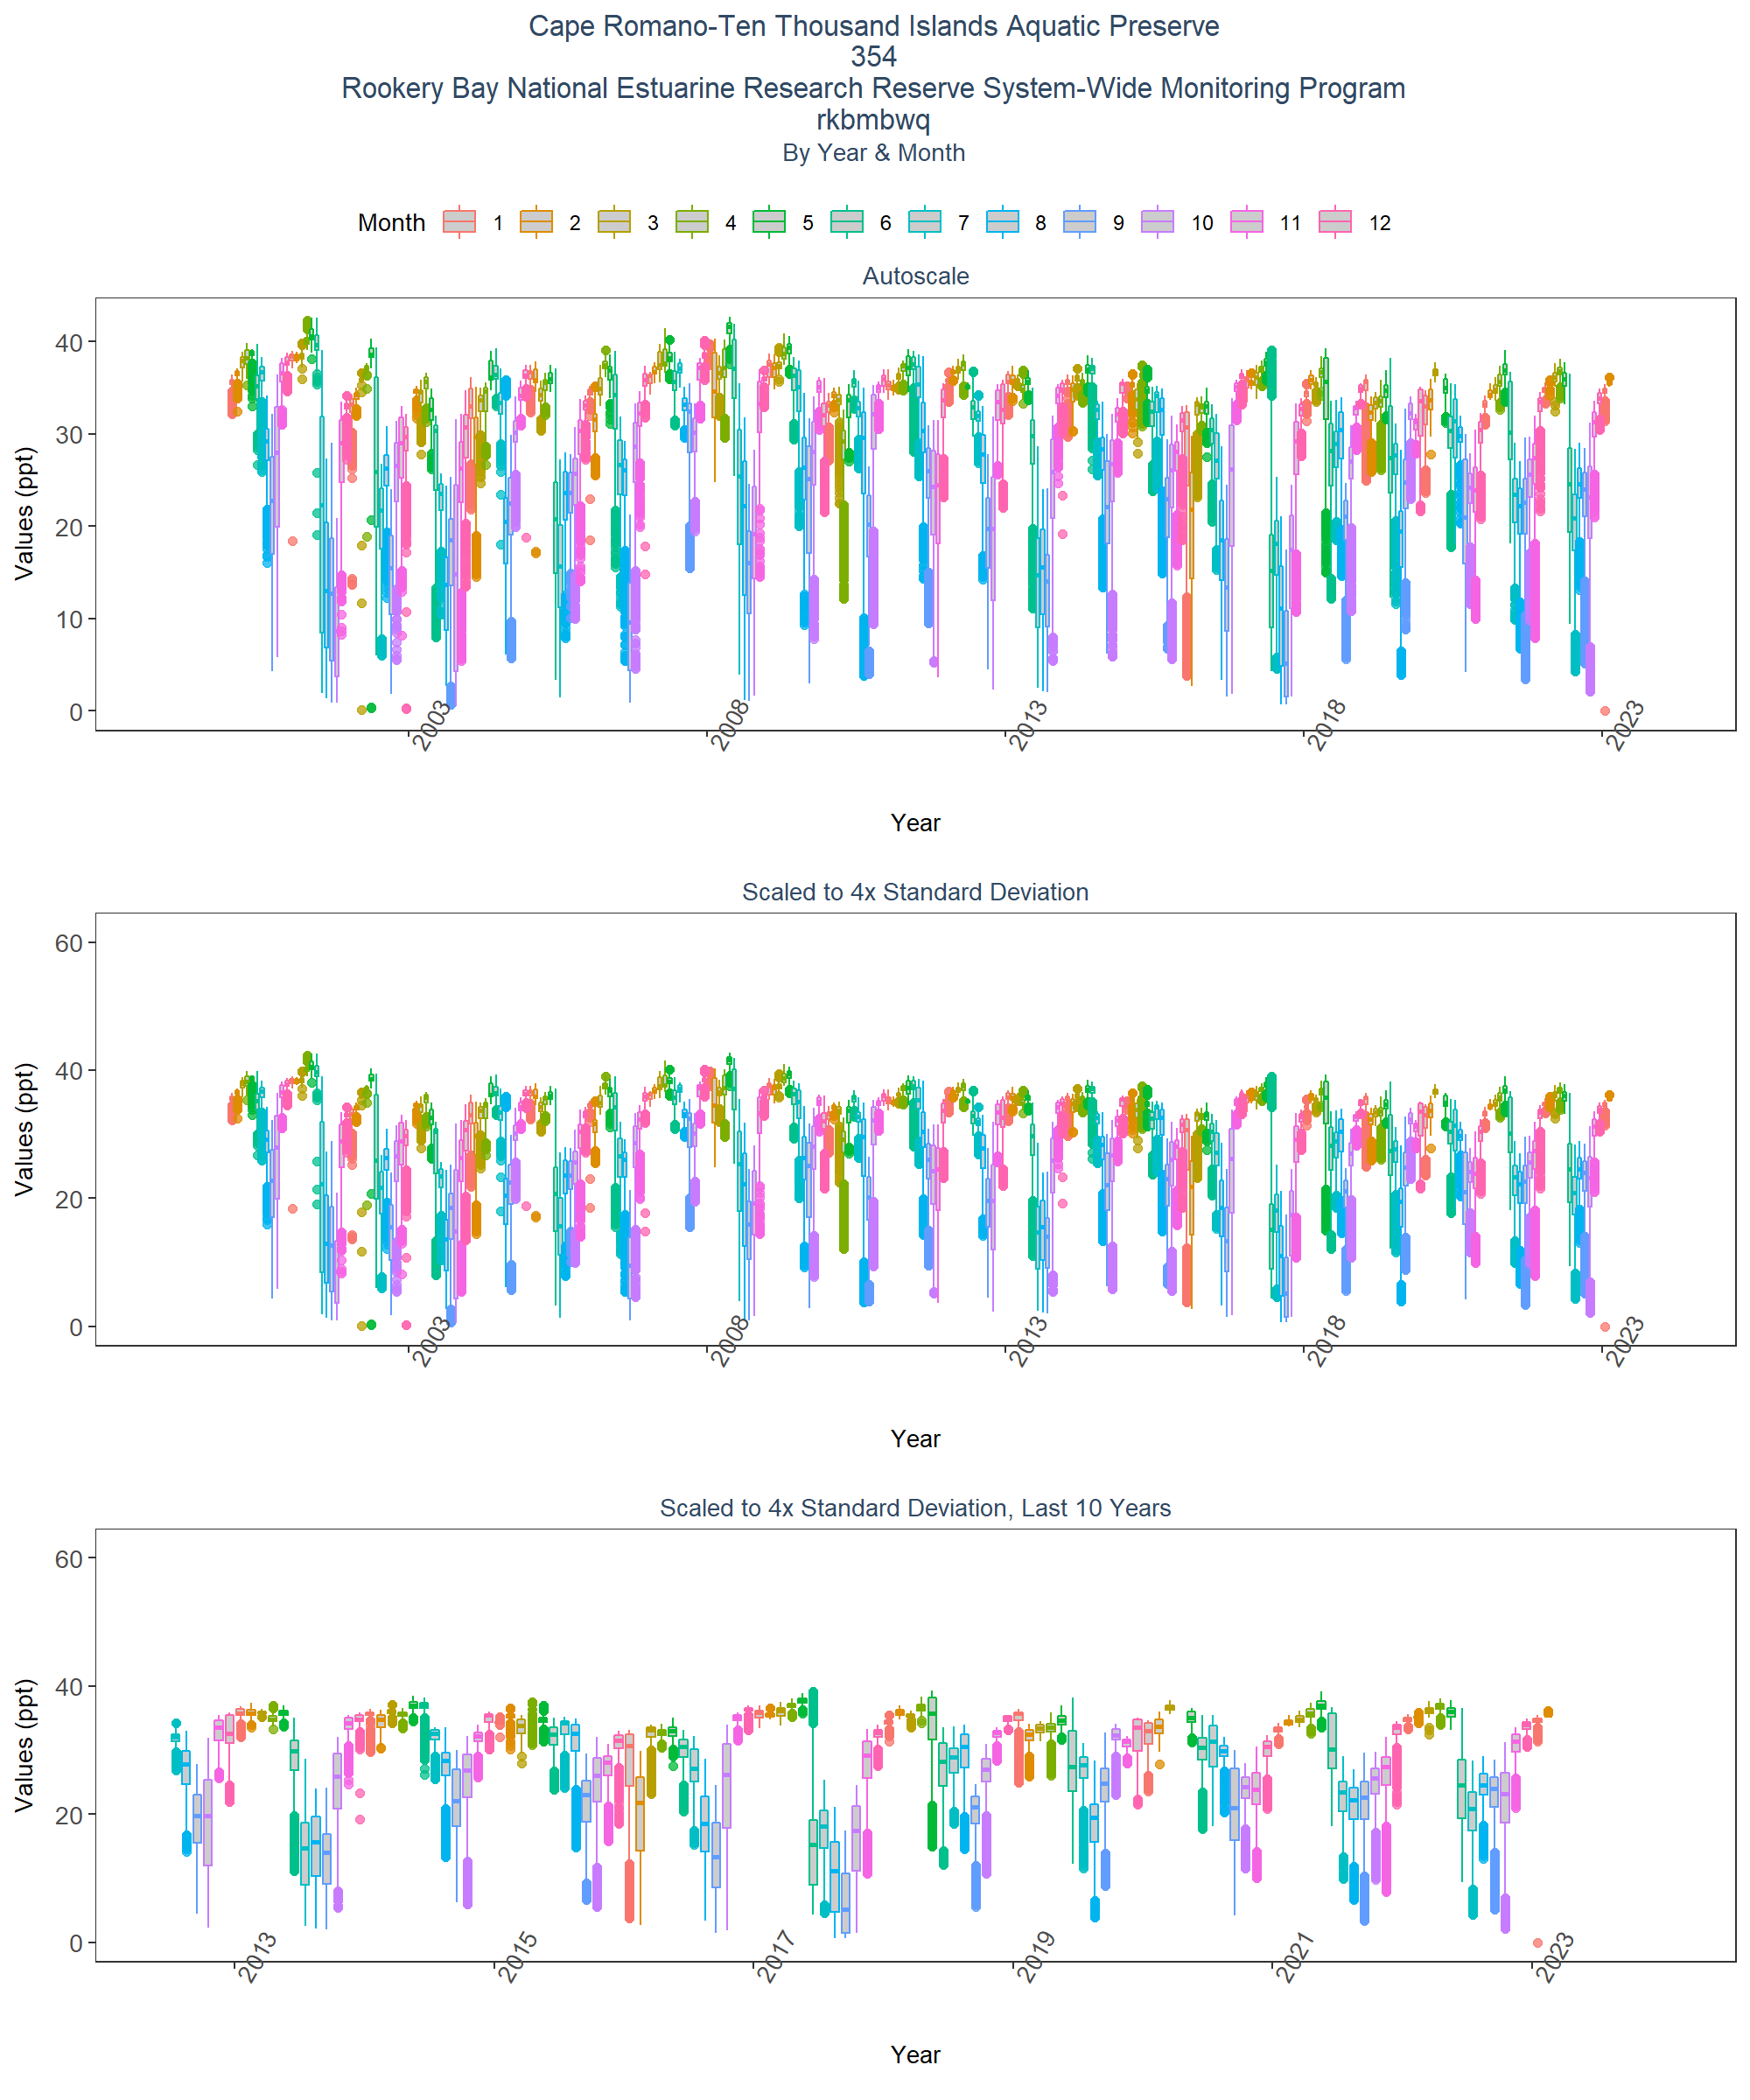 Cape Romano-Ten Thousand Islands Aquatic Preserve
354
Rookery Bay National Estuarine Research Reserve System-Wide Monitoring Program
rkbmbwq
By Year & Month
Month 1 2 3 4 5 6 7 8 9 10 11 12
Autoscale
Values (ppt)
40
30
20
10
0
2003 2008 2013 2018 2023
Year
Scaled to 4x Standard Deviation
Values (ppt)
60
40
20
0
2003 2008 2013 2018 2023
Year
Scaled to 4x Standard Deviation, Last 10 Years
Values (ppt)
60
40
20
0
2013 2015 2017 2019 2021 2023
Year